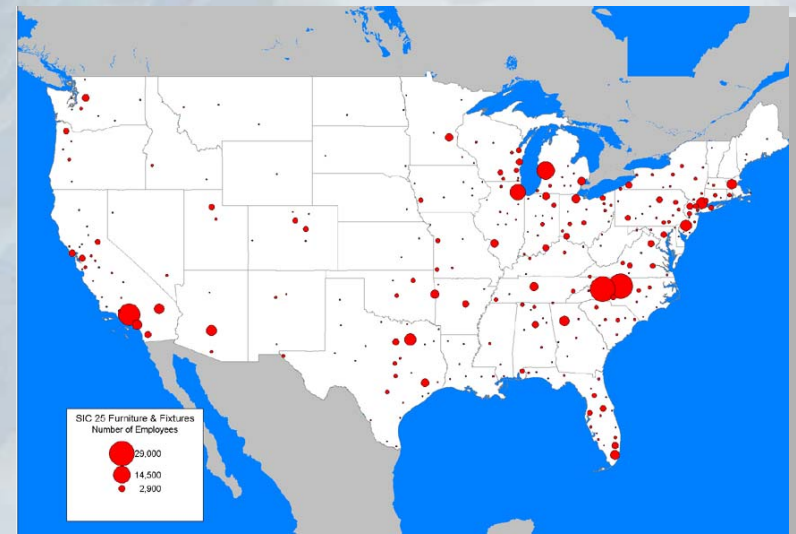 SIC 25 Furniture & Fixtures
Number of Employees
29,000
14,500
2,900